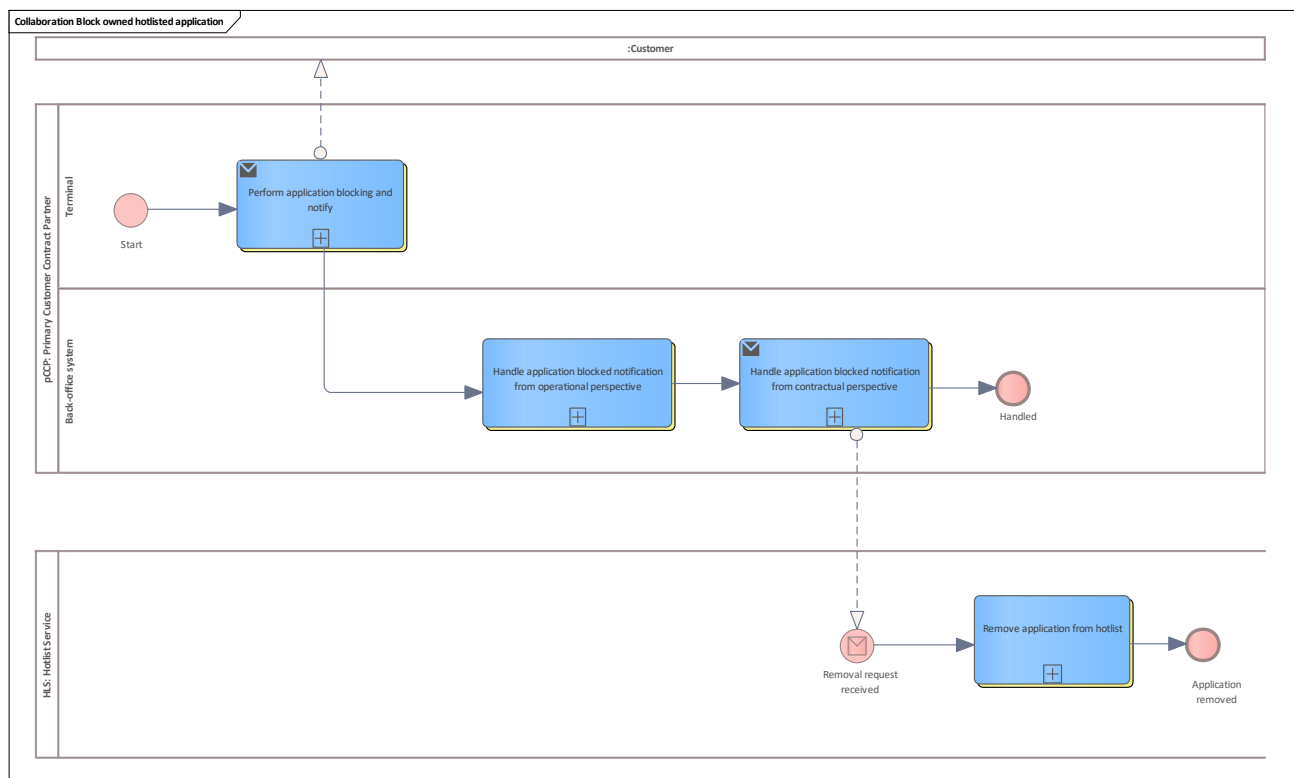 Collaboration Block owned hotlisted application
:Customer
pCCP: Primary Customer Contract Partner
Terminal
Start
Perform application blocking and
notify
Back-office system
Handle application blocked notification
from operational perspective
Handle application blocked notification
from contractual perspective
Handled
HLS: Hotlist Service
Removal request
received
Remove application from hotlist
Application
removed